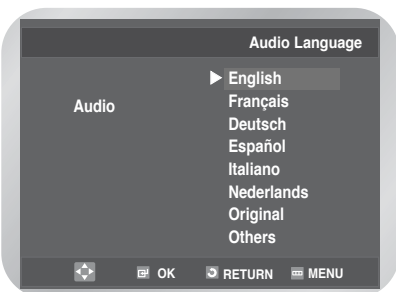 Audio Language
English
Audio
Français
Deutsch
Español
Italiano
Nederlands
Original
Others
OK RETURN MENU